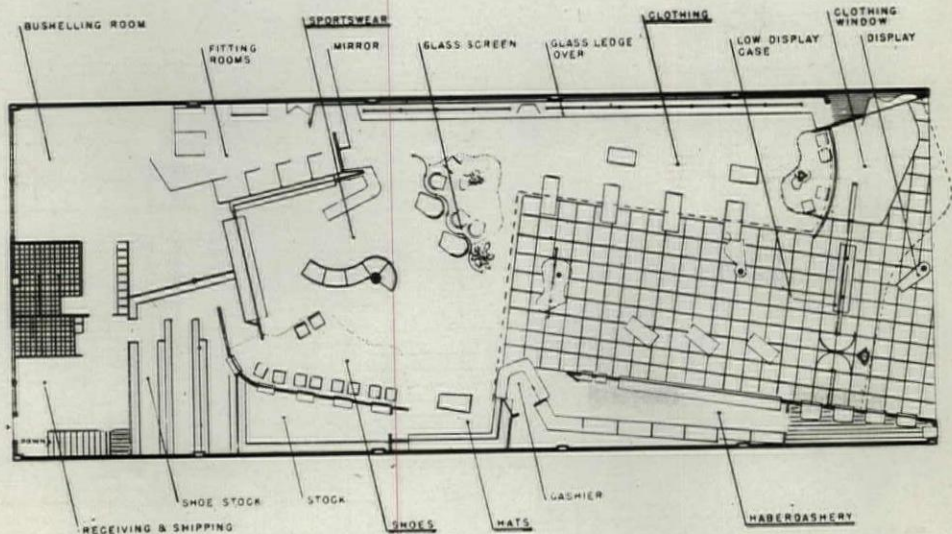 BUSHELLING ROOM
FITTING
ROOMS
SPORTSWEAR
MIRROR
GLASS SCREEN
GLASS LEDGE
OVER
CLOTHING
LOW DISPLAY
CASE
CLOTHING
WINDOW
DISPLAY
DOWN
RECEIVING & SHIPPING
SHOE STOCK
STOCK
SHOES
HATS
CASHIER
HABERDASHERY